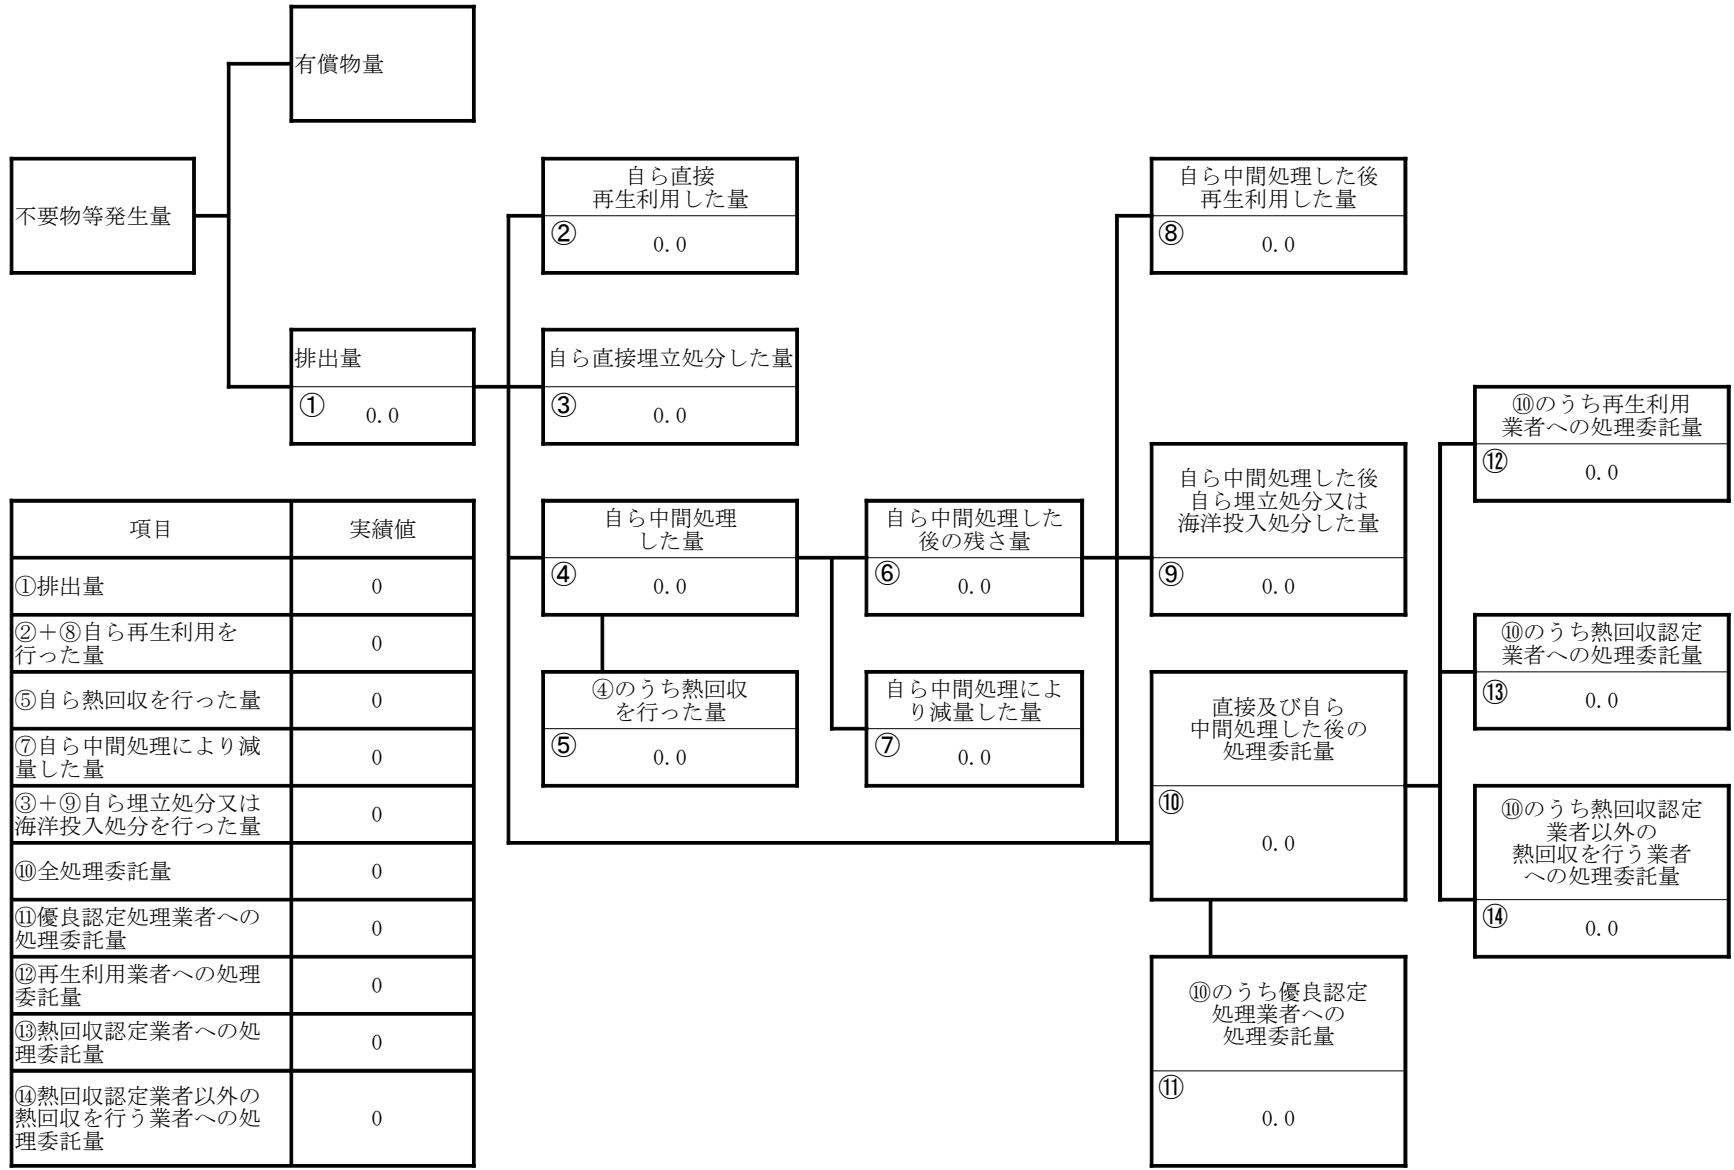 有償物量
不要物等発生量
自ら直接
再生利用した量
②
0.0
自ら中間処理した後
再生利用した量
⑧
0.0
排出量
①
0.0
自ら直接埋立処分した量
③
0.0
⑩のうち再生利用
業者への処理委託量
⑫
0.0
自ら中間処理
した量
④
0.0
自ら中間処理した
後の残さ量
⑥
0.0
自ら中間処理した後
自ら埋立処分又は
海洋投入処分した量
⑨
0.0
⑩のうち熱回収認定
業者への処理委託量
⑬
0.0
④のうち熱回収
を行った量
⑤
0.0
自ら中間処理によ
り減量した量
⑦
0.0
直接及び自ら
中間処理した後の
処理委託量
⑩
0.0
⑩のうち熱回収認定
業者以外の
熱回収を行う業者
への処理委託量
⑭
0.0
⑩のうち優良認定
処理業者への
処理委託量
⑪
0.0
項目 実績値
①排出量 0
②+⑧自ら再生利用を
行った量 0
⑤自ら熱回収を行った量 0
⑦自ら中間処理により減
量した量 0
③+⑨自ら埋立処分又は
海洋投入処分を行った量 0
⑩全処理委託量 0
⑪優良認定処理業者への
処理委託量 0
⑫再生利用業者への処理
委託量 0
⑬熱回収認定業者への処
理委託量 0
⑭熱回収認定業者以外の
熱回収を行う業者への処
理委託量 0